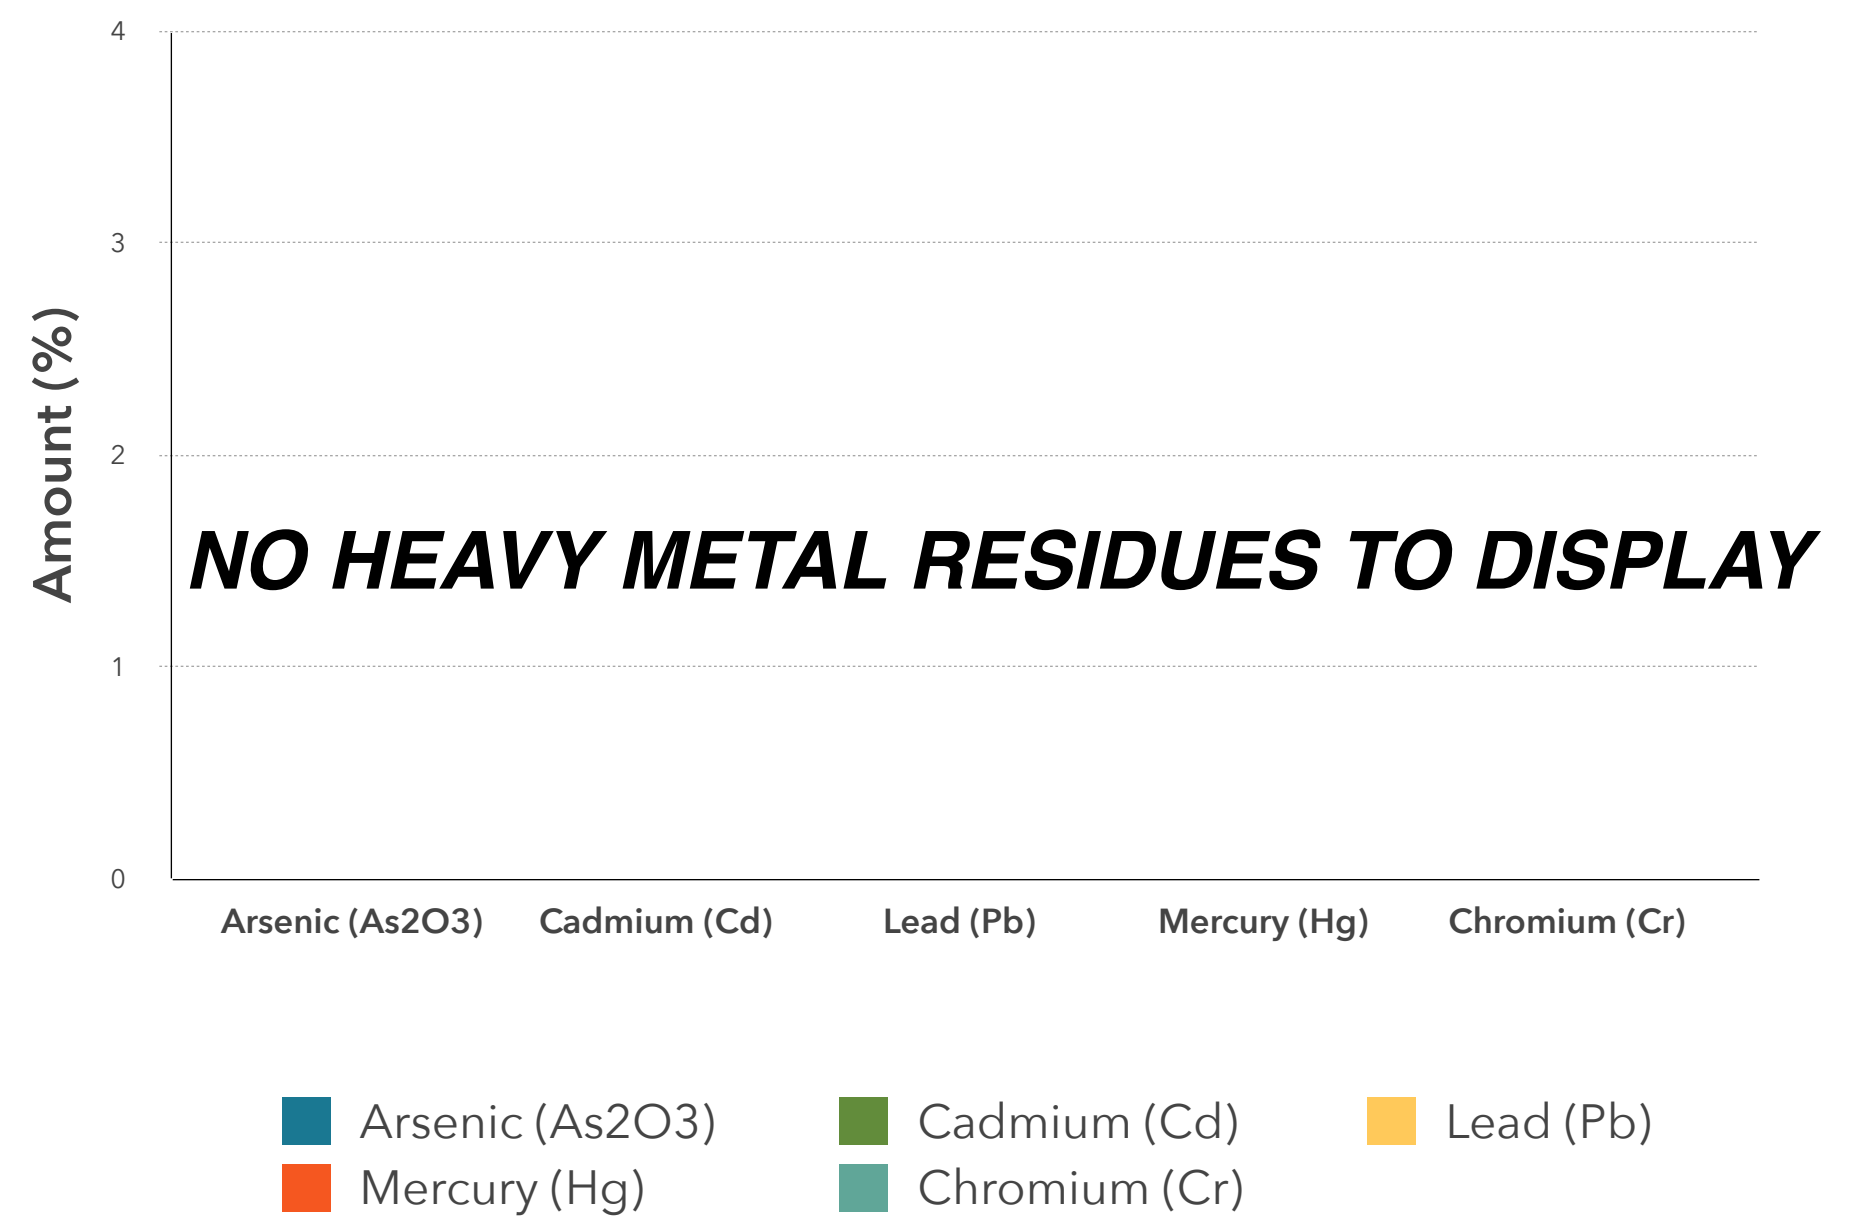 4
3
2
1
0
Amount (%)
NO HEAVY METAL RESIDUES TO DISPLAY
Arsenic (As2O3) Cadmium (Cd) Lead (Pb) Mercury (Hg) Chromium (Cr)
Arsenic (As2O3) Cadmium (Cd) Lead (Pb)
Mercury (Hg) Chromium (Cr)